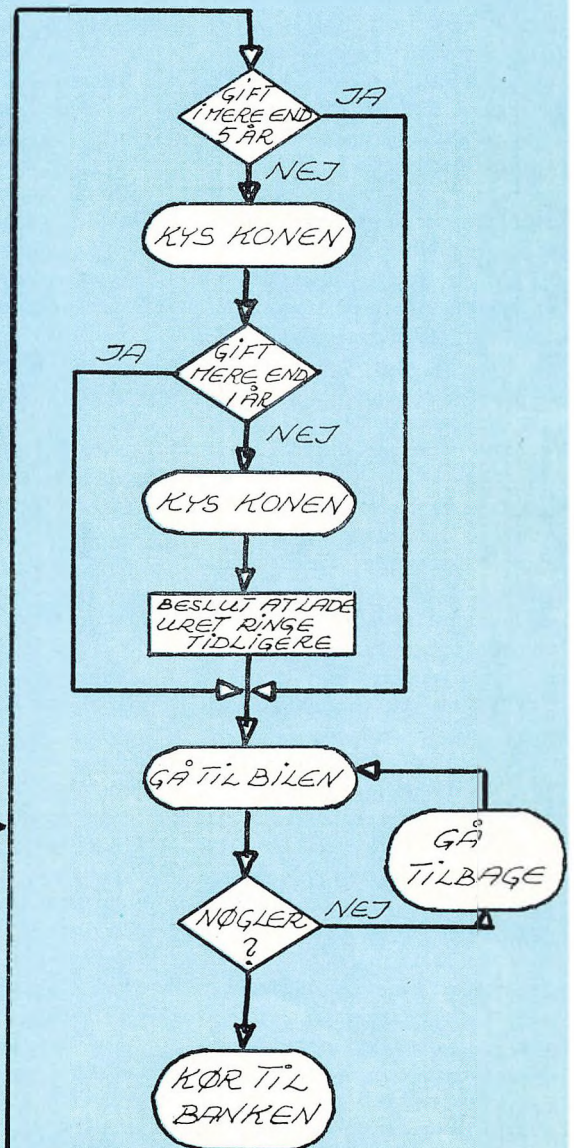 GIFT
I MERE END
5 ÅR
JA
NEJ
KYS KONEN
JA
GIFT
MERE END
1 ÅR
NEJ
KYS KONEN
BESLUT AT LADE
URET RINGE
TIDLIGERE
GÅ TIL BILEN
GÅ
TILBAGE
NØGLER
?
NEJ
KØR TIL
BANKEN